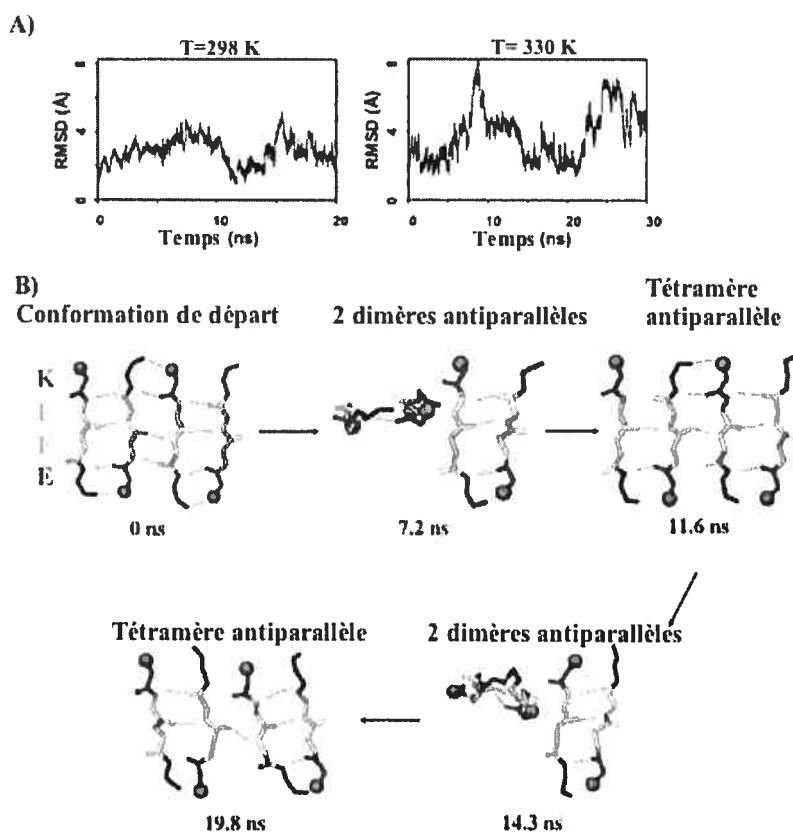 A)
T=298 K
T= 330 K
RMSD (Å)
8
4
0
0
10
20
Temps (ns)
RMSD (Å)
8
4
0
0
10
20
30
Temps (ns)
B)
Conformation de départ
2 dimères antiparallèles
Tétramère
antiparallèle
K
I
I
E
0 ns
7.2 ns
11.6 ns
Tétramère antiparallèle
2 dimères antiparallèles
19.8 ns
14.3 ns